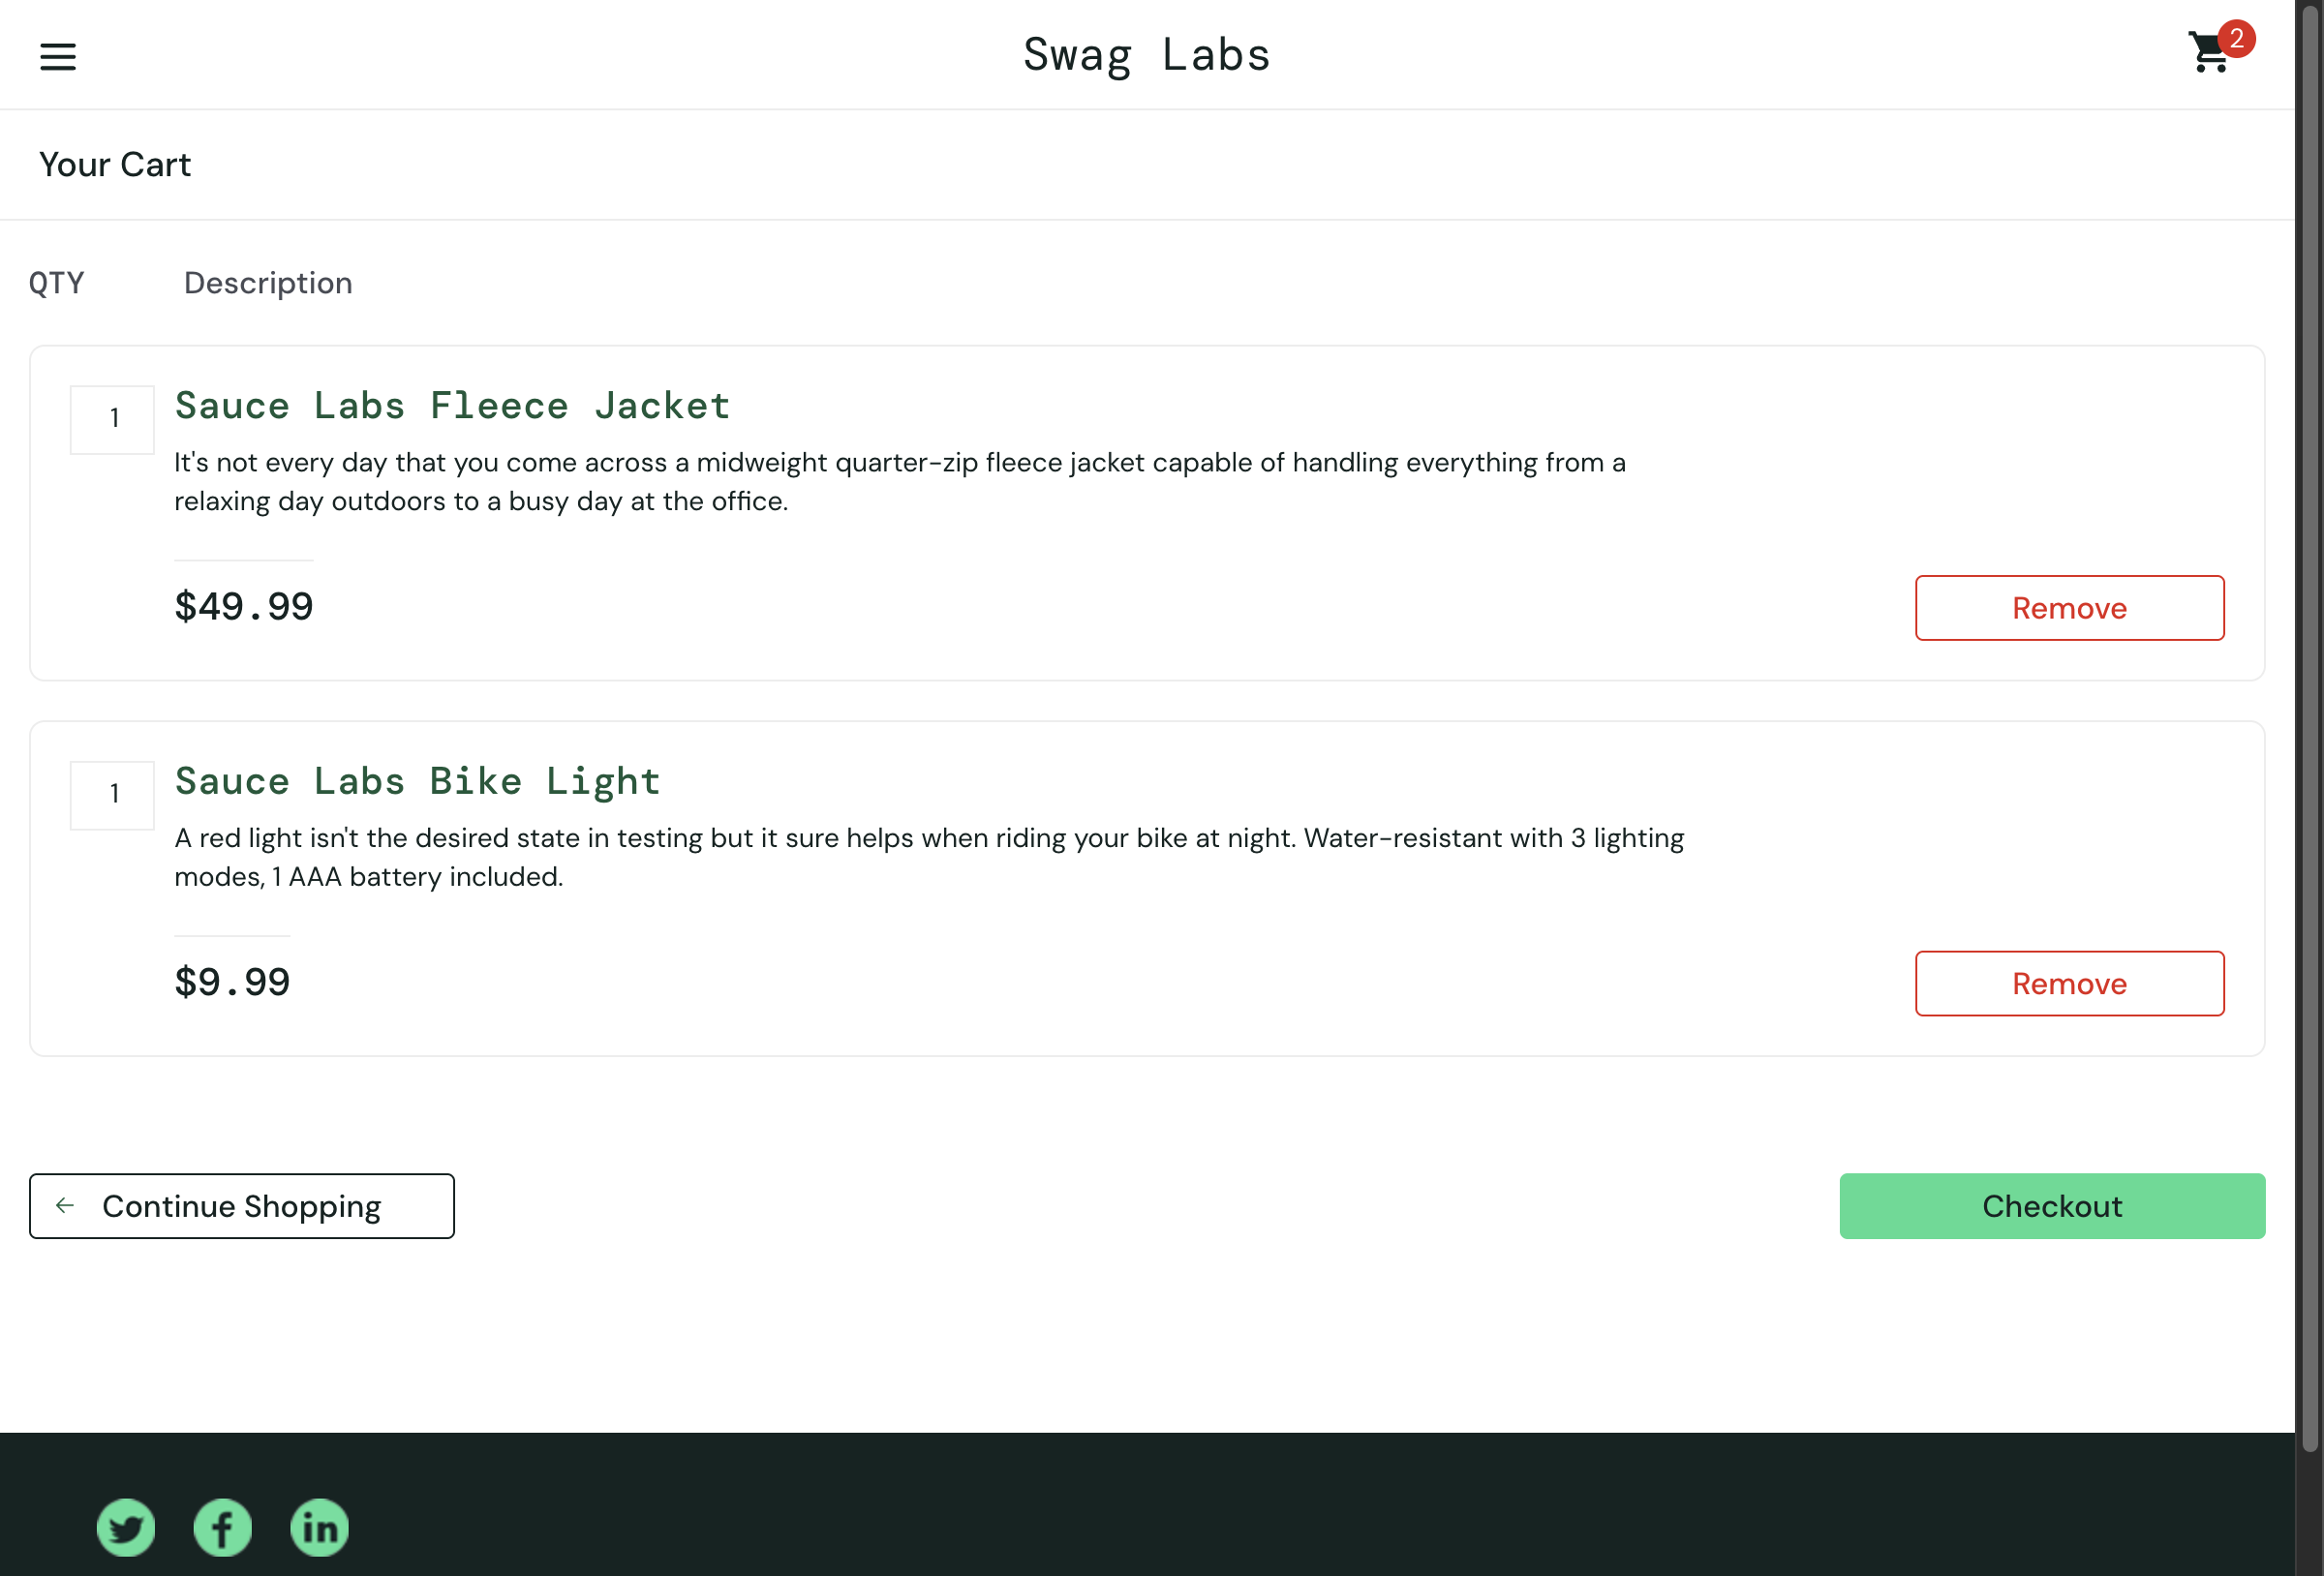 Swag Labs
2
Your Cart
QTY Description
1
Sauce Labs Fleece Jacket
It's not every day that you come across a midweight quarter-zip fleece jacket capable of handling everything from a
relaxing day outdoors to a busy day at the office.
$49.99
Remove
1
Sauce Labs Bike Light
A red light isn't the desired state in testing but it sure helps when riding your bike at night. Water-resistant with 3 lighting
modes, 1 AAA battery included.
$9.99
Remove
Continue Shopping
Checkout